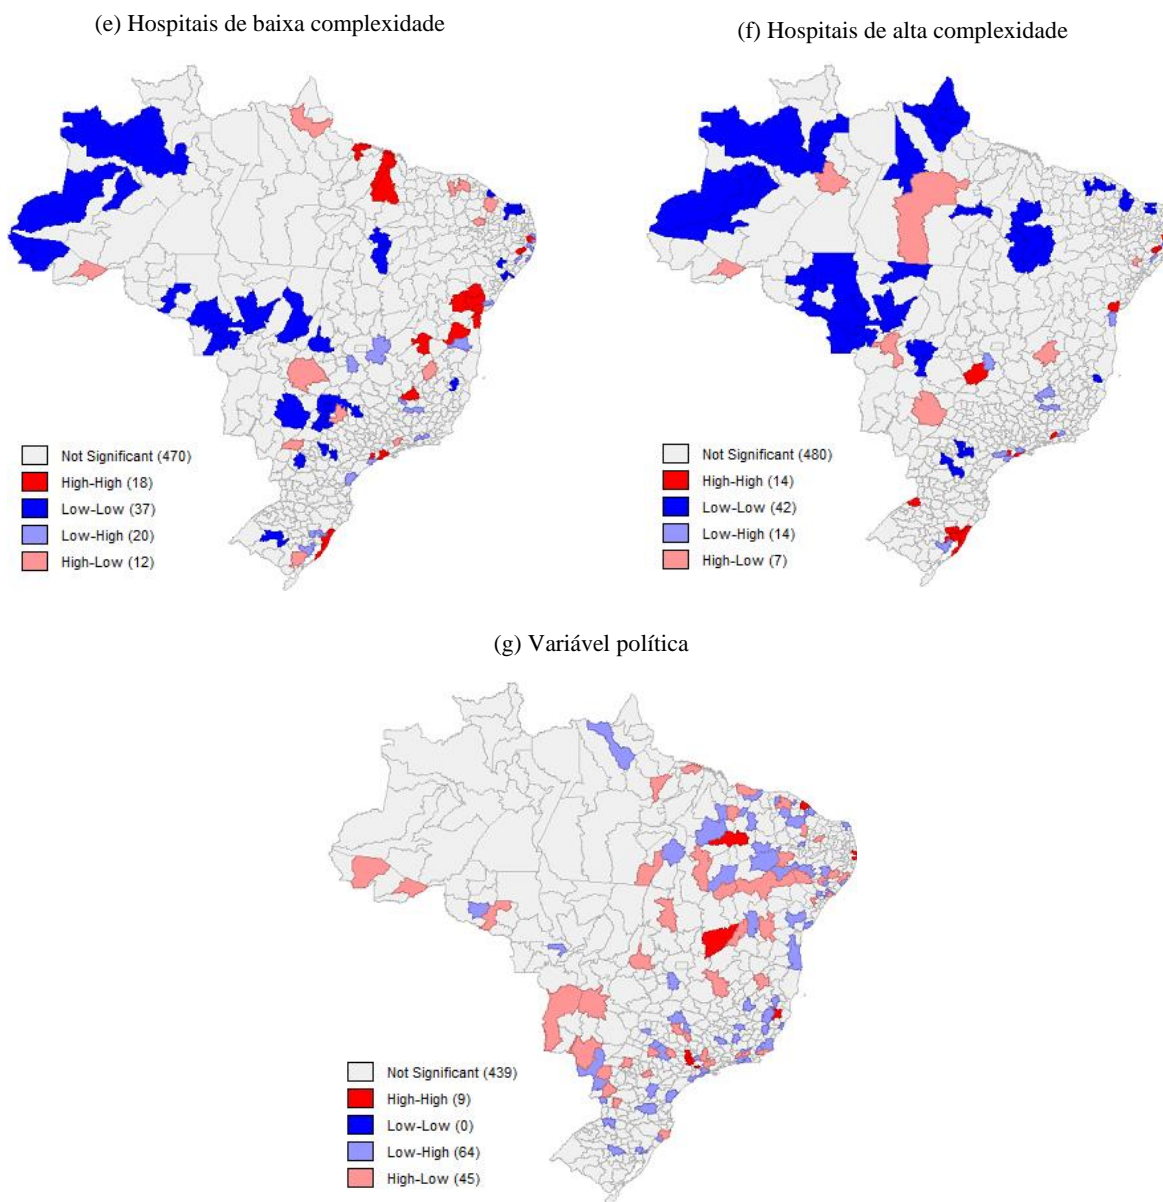 (e) Hospitais de baixa complexidade
(f) Hospitais de alta complexidade
Not Significant (470)
High-High (18)
Low-Low (37)
Low-High (20)
High-Low (12)
Not Significant (480)
High-High (14)
Low-Low (42)
Low-High (14)
High-Low (7)
(g) Variável política
Not Significant (439)
High-High (9)
Low-Low (0)
Low-High (64)
High-Low (45)